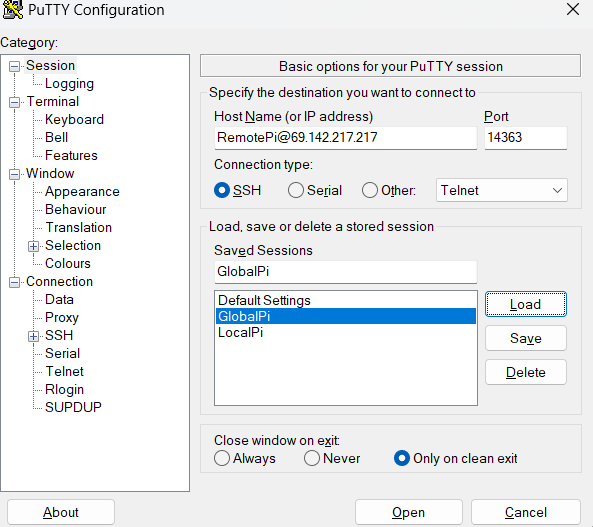 PuTTY Configuration
Category:
Session
Logging
Terminal
Keyboard
Bell
Features
Window
Appearance
Behaviour
Translation
Selection
Colours
Connection
Data
Proxy
SSH
Serial
Telnet
Rlogin
SUPDUP
Basic options for your PuTTY session
Specify the destination you want to connect to
Host Name (or IP address) Port
RemotePi@69.142.217.217 14363
Connection type:
SSH Serial Other: Telnet
Load, save or delete a stored session
Saved Sessions
GlobalPi
Default Settings
GlobalPi
LocalPi
Load
Save
Delete
Close window on exit:
Always Never Only on clean exit
About Open Cancel